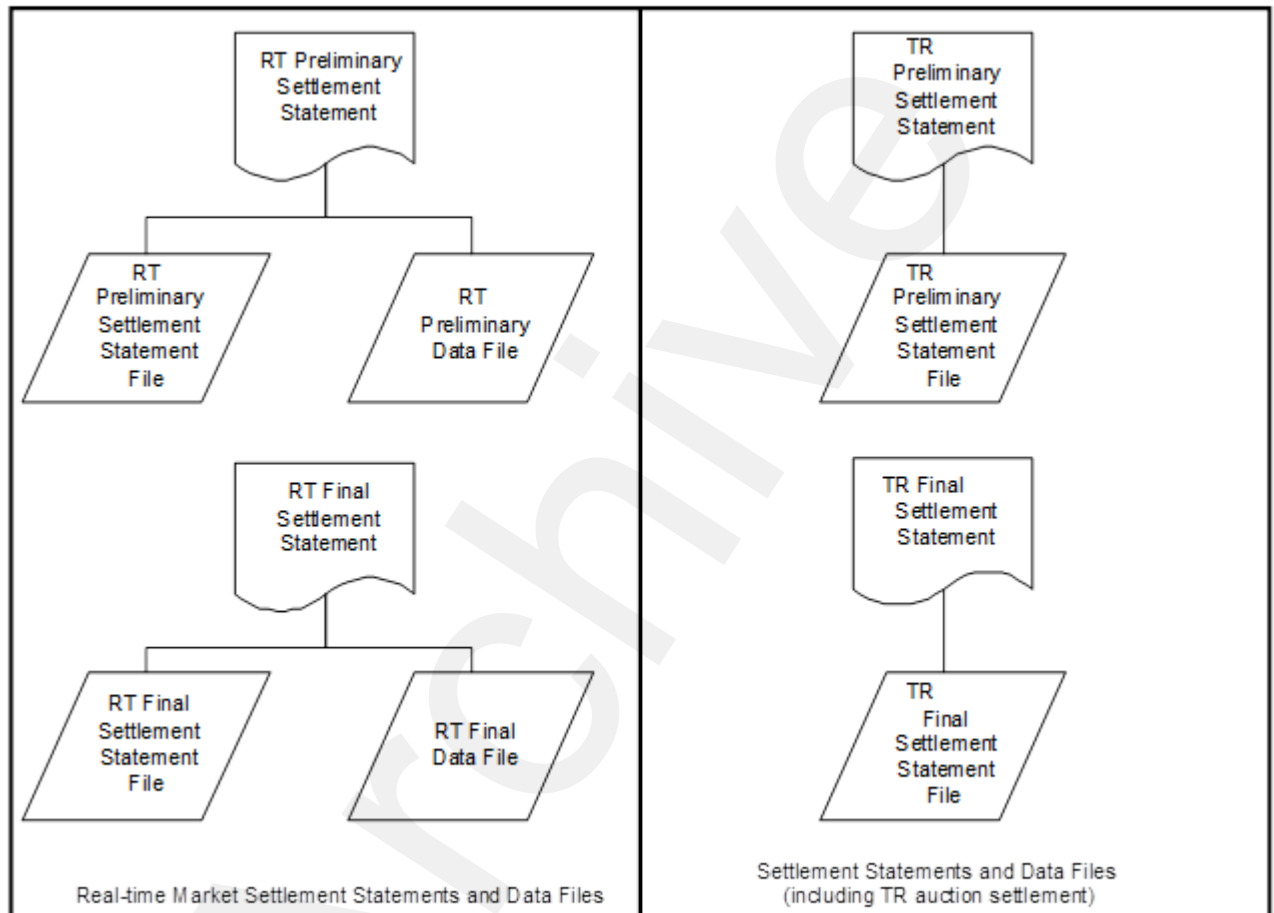 RT Preliminary
Settlement
Statement
RT
Preliminary
Settlement
Statement
File
RT
Preliminary
Data File
RT Final
Settlement
Statement
RT Final
Settlement
Statement
File
RT Final
Data File
Real-time Market Settlement Statements and Data Files
TR
Preliminary
Settlement
Statement
TR
Preliminary
Settlement
Statement
File
TR Final
Settlement
Statement
TR
Final
Settlement
Statement
File
Settlement Statements and Data Files
(including TR auction settlement)
rchive